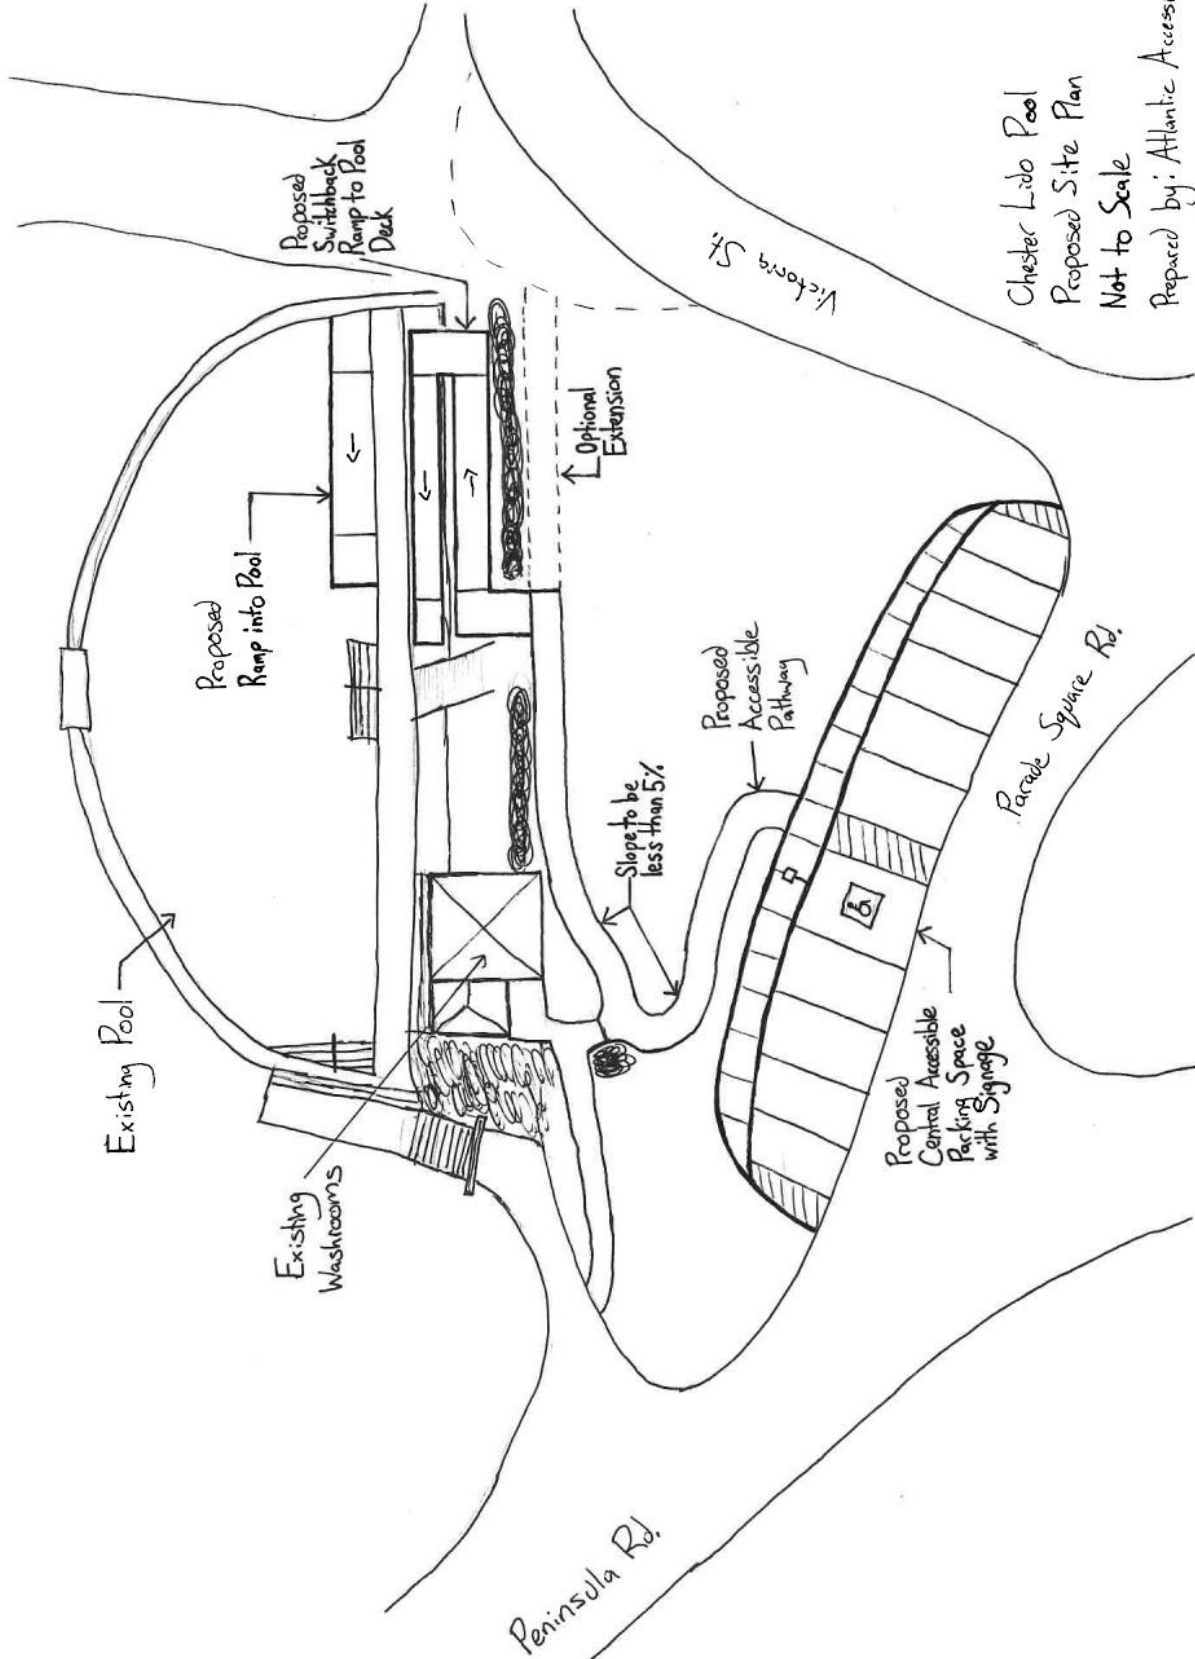 Existing Pool
Proposed
Ramp into Pool
Proposed
Switchback
Ramp to Pool
Deck
Existing
Washrooms
Optional
Extension
Slope to be
less than 5%
Proposed
Accessible
Pathway
Victoria St.
Proposed
Central Accessible
Parking Space
with Signage
Parade Square Rd.
Peninsula Rd.
Chester Lido Pool
Proposed Site Plan
Not to Scale
Prepared by: Atlantic